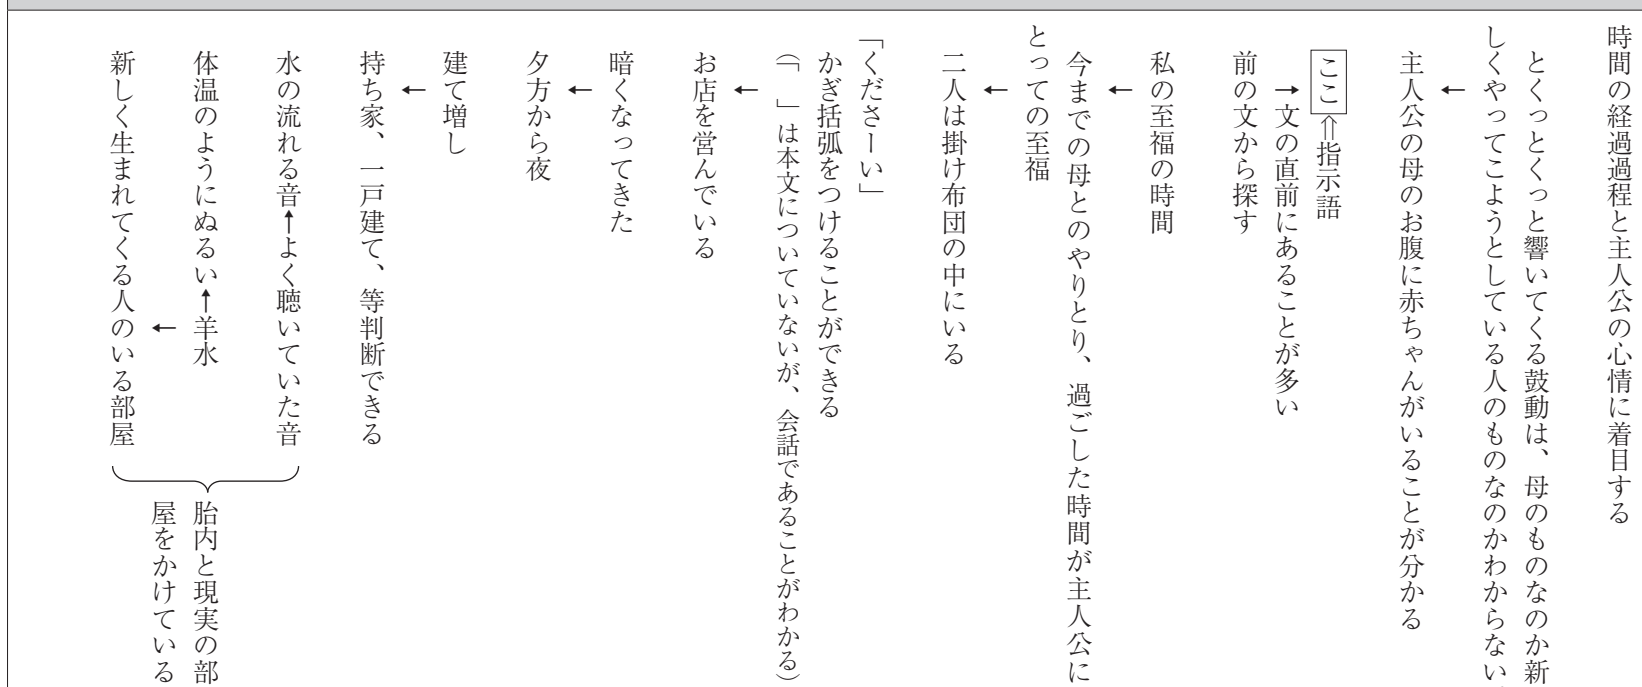 時間の経過過程と主人公の心情に着目する
とくっとくっと響いてくる鼓動は、母のものなのか新
しくやってこようとしている人のものなのかわからない
←
主人公の母のお腹に赤ちゃんがいることが分かる
ここ⇐指示語
→文の直前にあることが多い
前の文から探す
私の至福の時間
←
今までの母とのやりとり、過ごした時間が主人公に
とっての至福
←
二人は掛け布団の中にいる
「くださーい」
かぎ括弧をつけることができる
(「 」は本文についていないが、会話であることがわかる)
←
お店を営んでいる
暗くなってきた
←
夕方から夜
建て増し
←
持ち家、一戸建て、等判断できる
水の流れる音↑よく聴いていた音
体温のようにぬるい↑羊水
←
新しく生まれてくる人のいる部屋
胎内と現実の部
屋をかけている